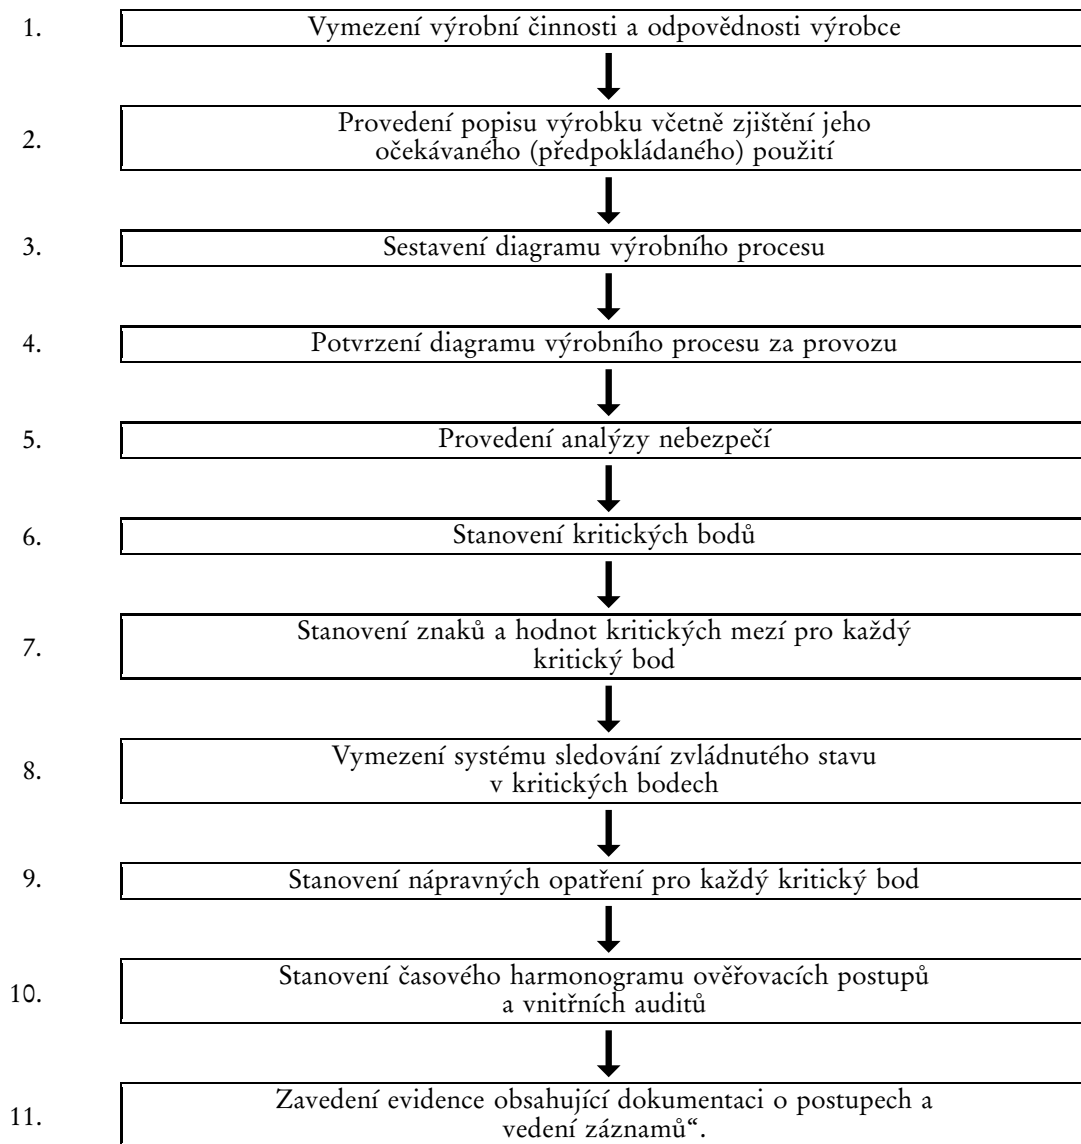 1. Vymezení výrobní činnosti a odpovědnosti výrobce
2. Provedení popisu výrobku včetně zjištění jeho
očekávaného (předpokládaného) použití
3. Sestavení diagramu výrobního procesu
4. Potvrzení diagramu výrobního procesu za provozu
5. Provedení analýzy nebezpečí
6. Stanovení kritických bodů
7. Stanovení znaků a hodnot kritických mezí pro každý
kritický bod
8. Vymezení systému sledování zvládnutého stavu
v kritických bodech
9. Stanovení nápravných opatření pro každý kritický bod
10. Stanovení časového harmonogramu ověřovacích postupů
a vnitřních auditů
11. Zavedení evidence obsahující dokumentaci o postupech a
vedení záznamů“.